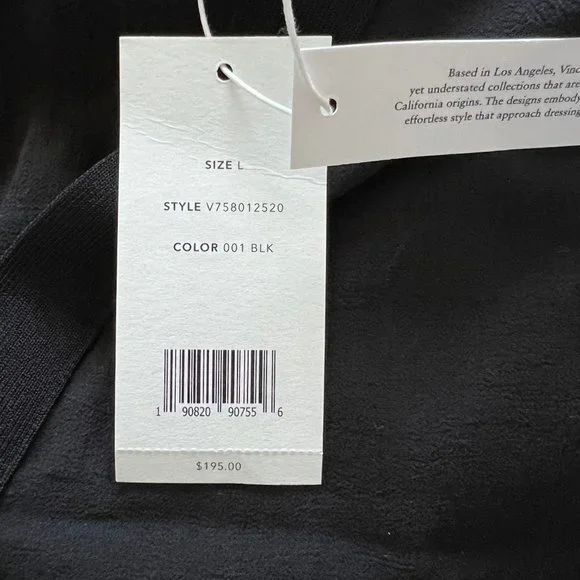 SIZE L
STYLE V758012520
COLOR 001 BLK
1 90820 90755 6
$195.00
Based in Los Angeles, Vinc
yet understated collections that are
California origins. The designs embody
effortless style that approach dressing